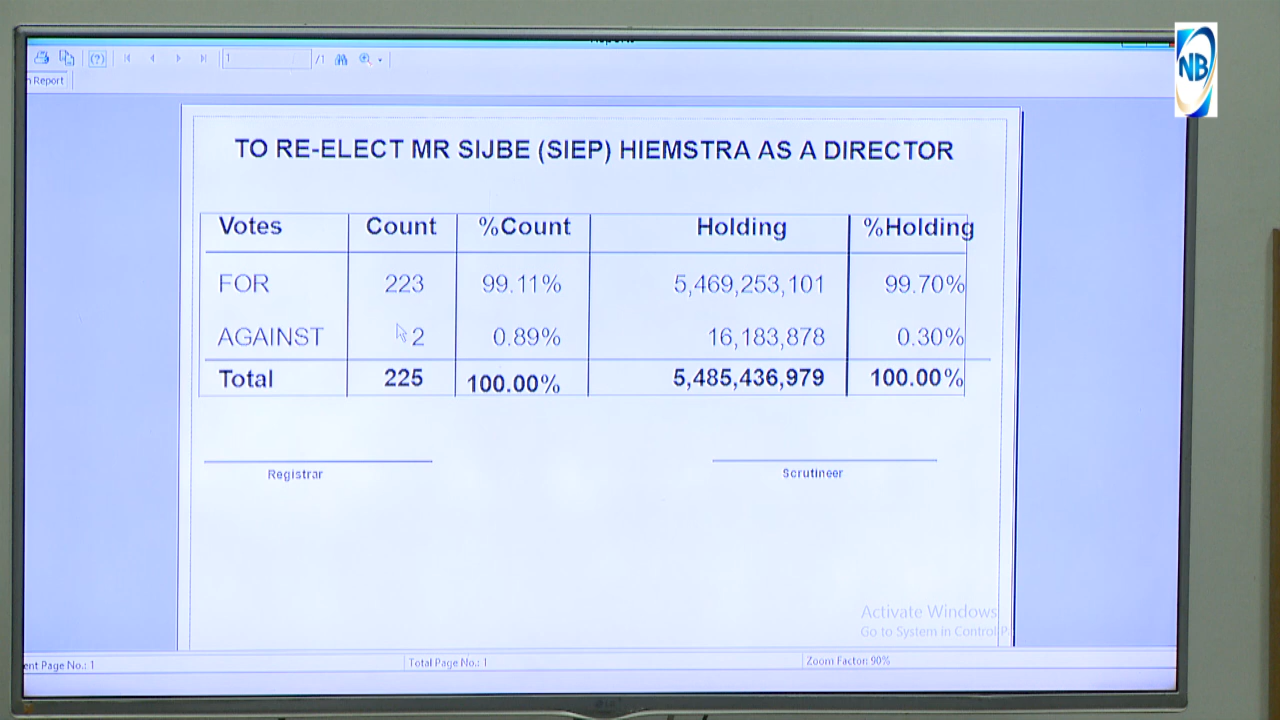 NB
1 /1
Report
TO RE-ELECT MR SIJBE (SIEP) HIEMSTRA AS A DIRECTOR
Votes Count %Count Holding %Holding
FOR 223 99.11% 5,469,253,101 99.70%
AGAINST 2 0.89% 16,183,878 0.30%
Total 225 100.00% 5,485,436,979 100.00%
Registrar Scrutineer
Activate Windows
Go to System in Control P
ent Page No.: 1 Total Page No.: 1 Zoom Factor: 90%